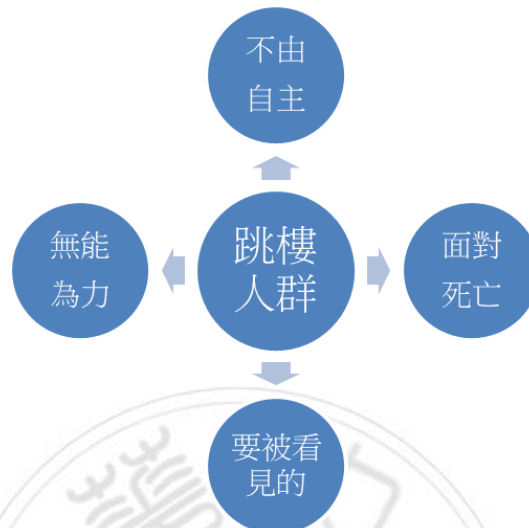 不由
自主
無能
為力
跳樓
人群
面對
死亡
要被看
見的